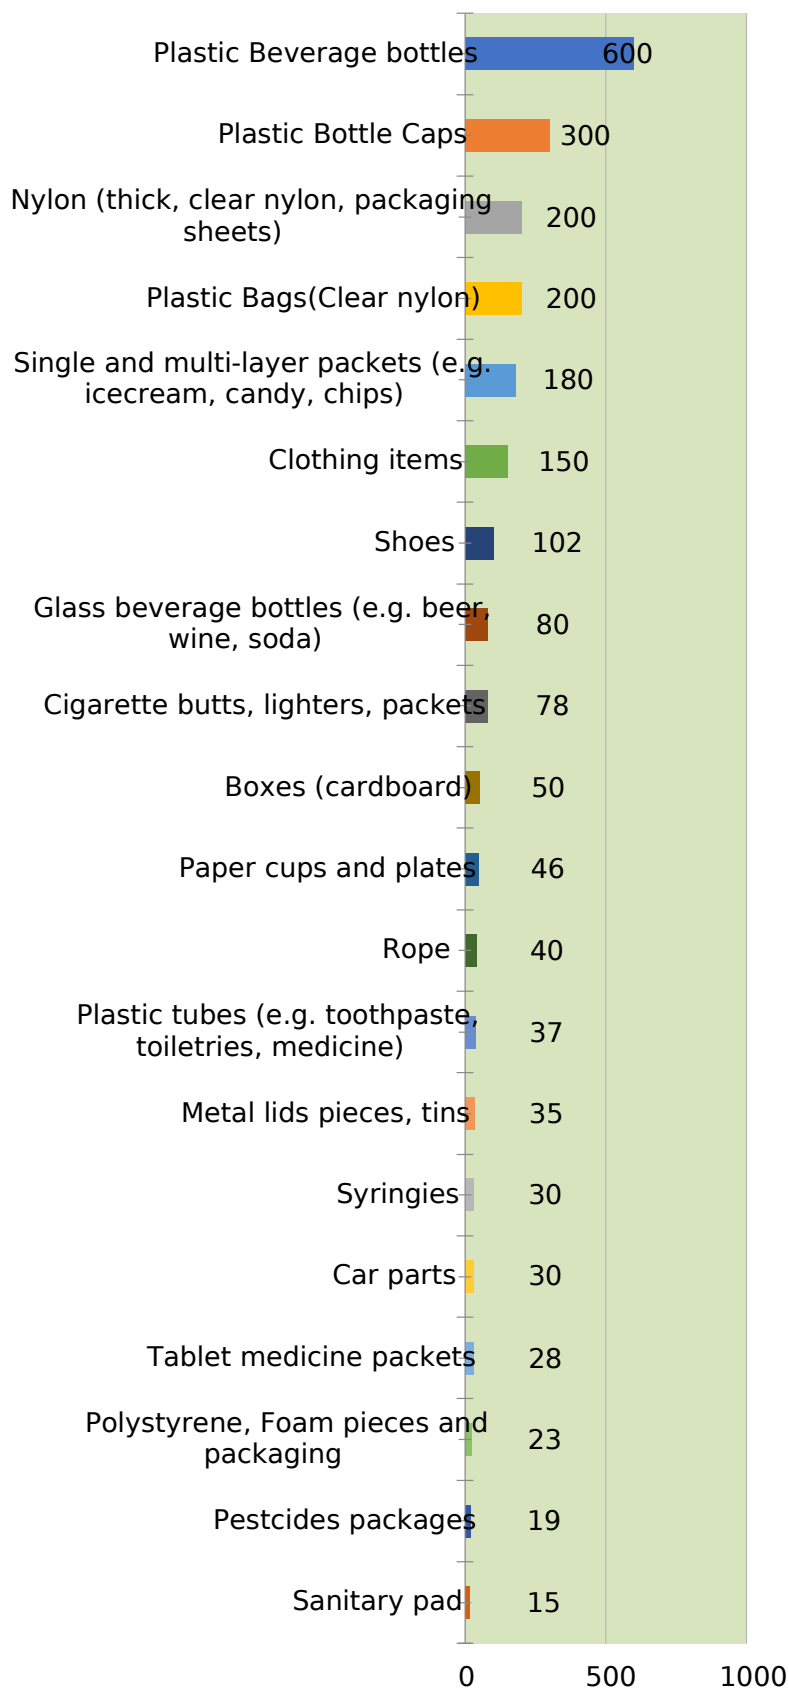 Plastic Beverage bottles 600
Plastic Bottle Caps 300
Nylon (thick, clear nylon, packaging
sheets) 200
Plastic Bags(Clear nylon) 200
Single and multi-layer packets (e.g.
icecream, candy, chips) 180
Clothing items 150
Shoes 102
Glass beverage bottles (e.g. beer,
wine, soda) 80
Cigarette butts, lighters, packets 78
Boxes (cardboard) 50
Paper cups and plates 46
Rope 40
Plastic tubes (e.g. toothpaste,
toiletries, medicine) 37
Metal lids pieces, tins 35
Syringies 30
Car parts 30
Tablet medicine packets 28
Polystyrene, Foam pieces and
packaging 23
Pestcides packages 19
Sanitary pad 15
0 500 1000